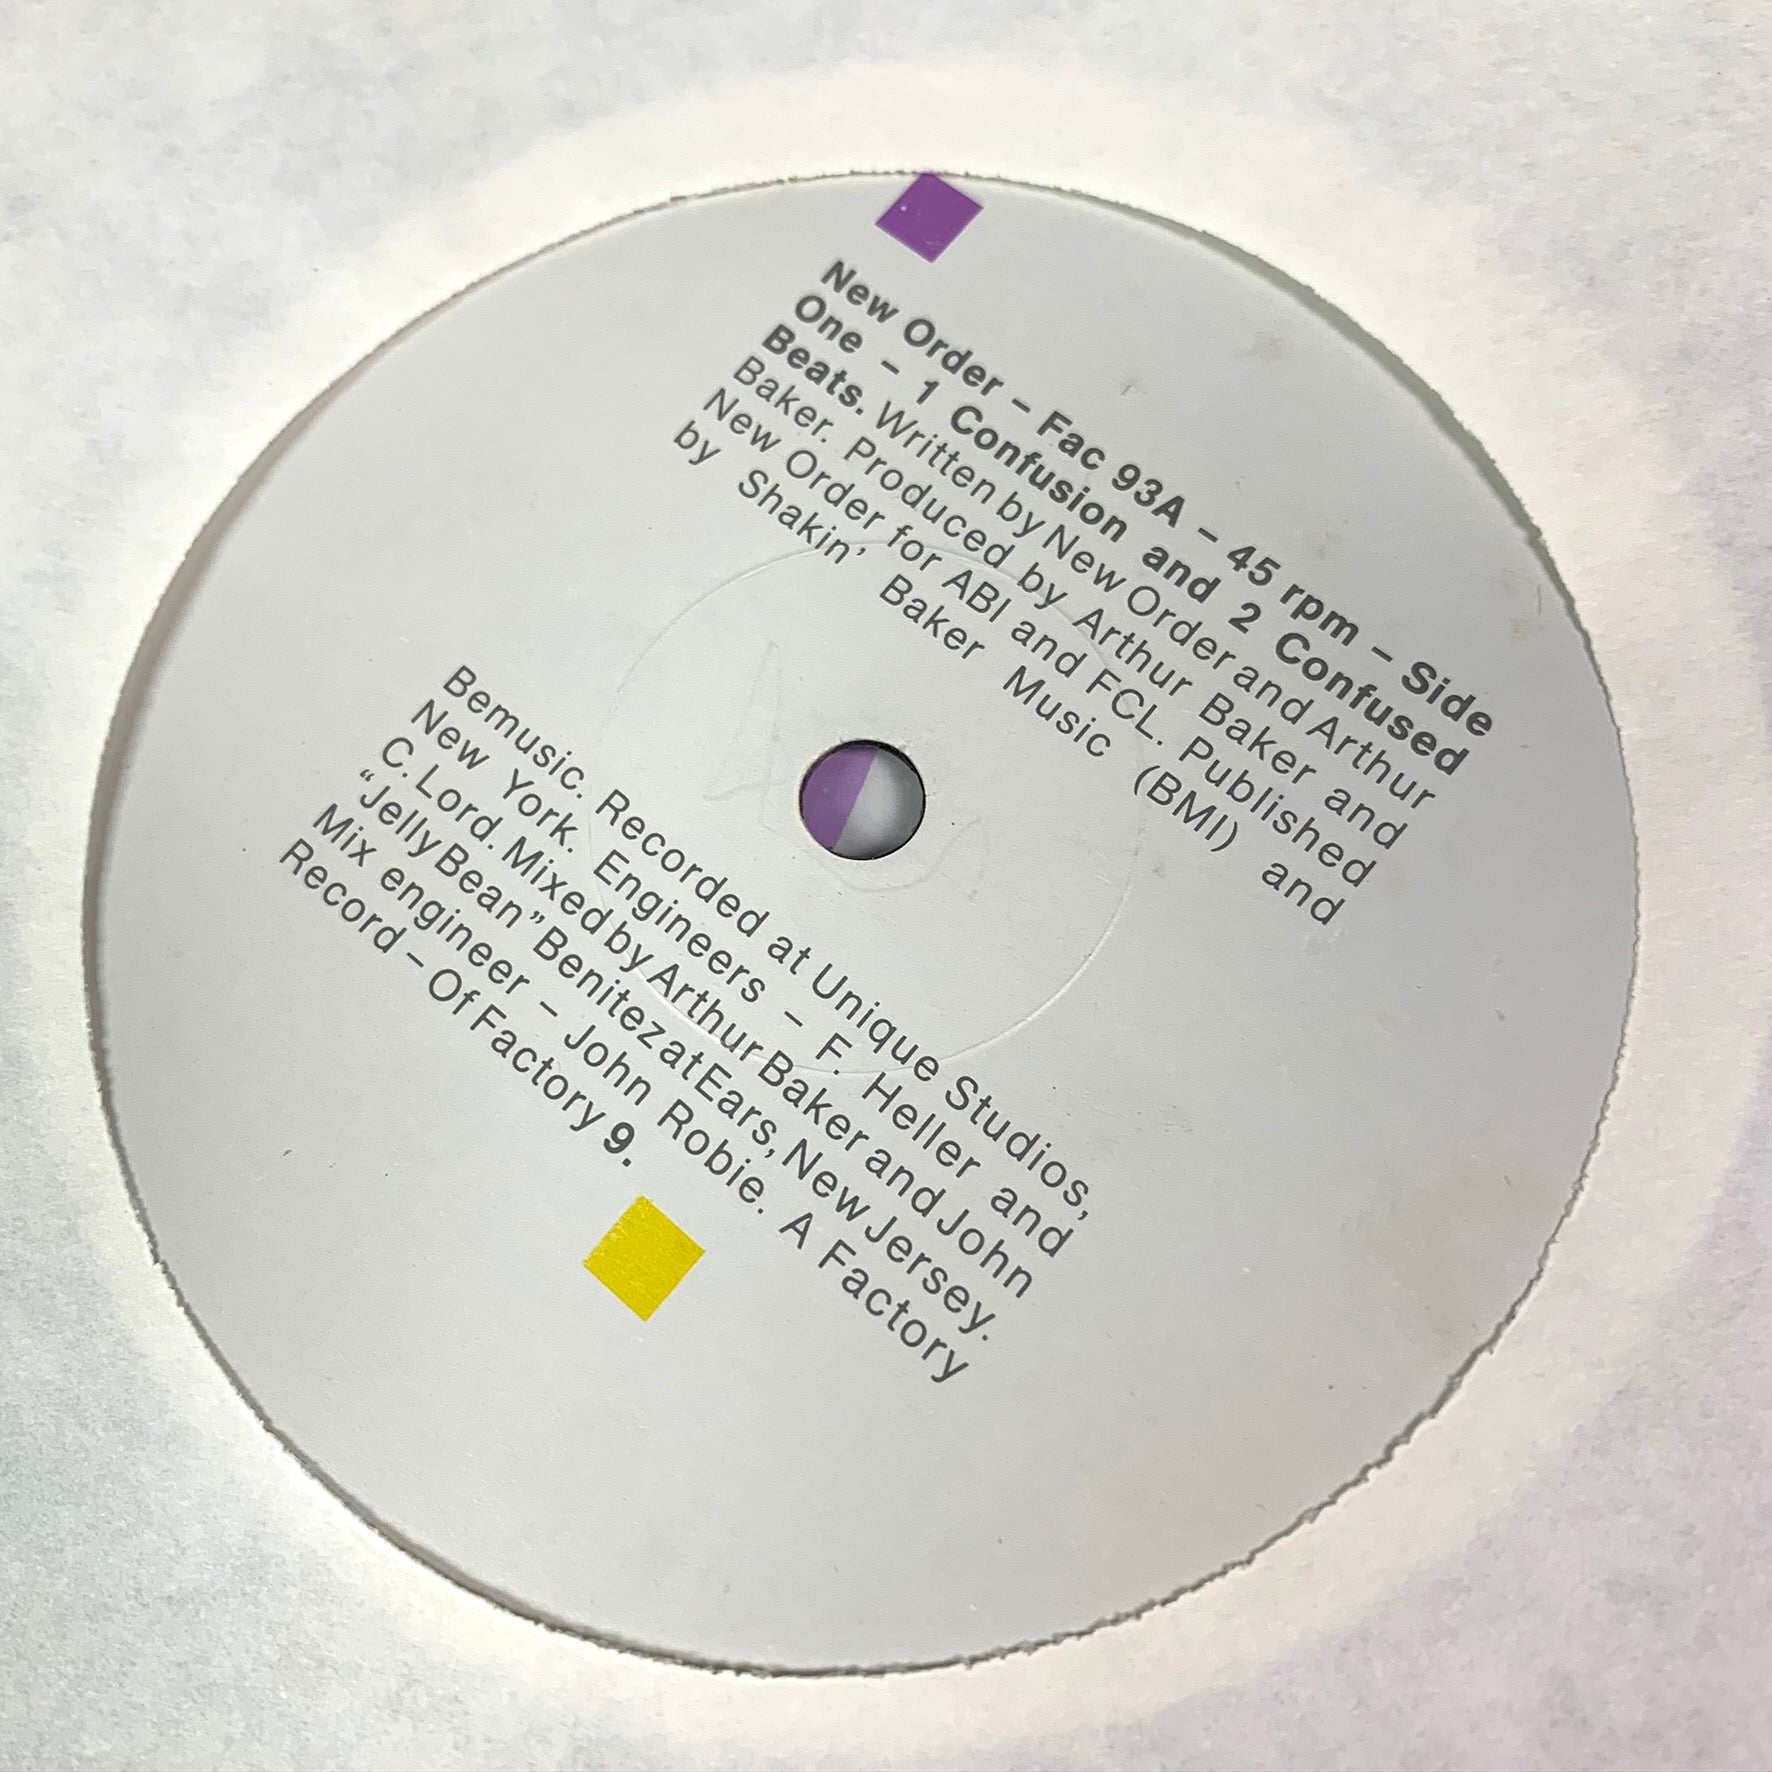 New Order – Fac 93A – 45 rpm – Side
One – 1 Confusion and 2 Confused
Beats. Written by New Order and Arthur
Baker. Produced by Arthur Baker and
New Order for ABI and FCL. Published
by Shakin’ Baker Music (BMI) and
Bemusic. Recorded at Unique Studios,
New York. Engineers – F. Heller and
C. Lord. Mixed by Arthur Baker and John
“Jelly Bean” Benitez at Ears, New Jersey.
Mix engineer – John Robie. A Factory
Record – Of Factory 9.